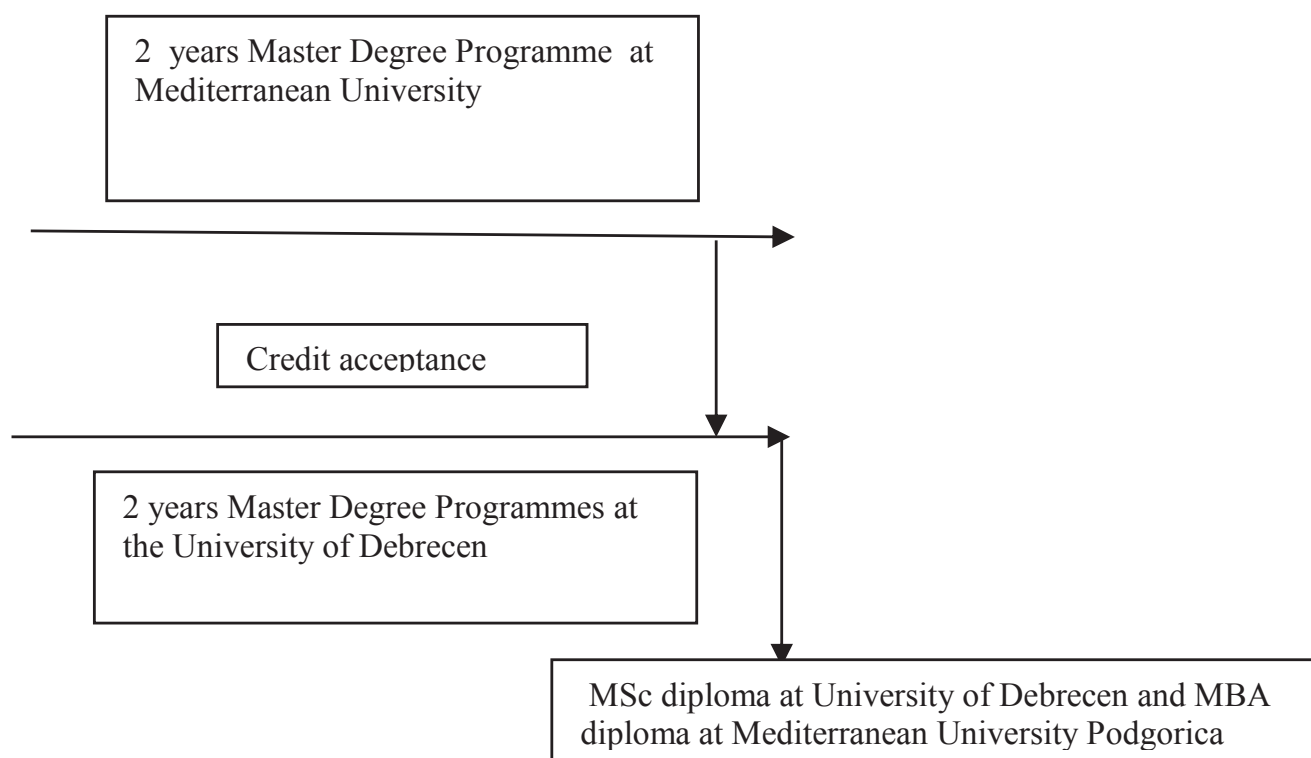 2 years Master Degree Programme at
Mediterranean University
Credit acceptance
2 years Master Degree Programmes at
the University of Debrecen
MSc diploma at University of Debrecen and MBA
diploma at Mediterranean University Podgorica